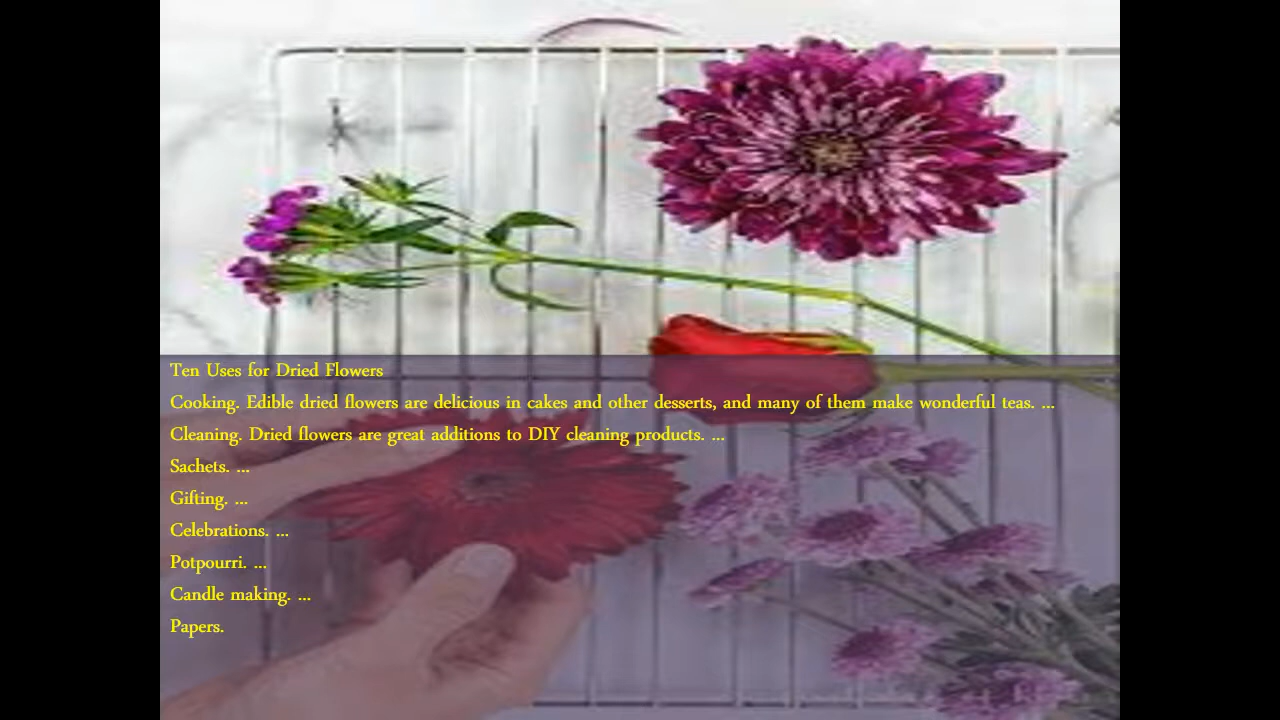 Ten Uses for Dried Flowers
Cooking. Edible dried flowers are delicious in cakes and other desserts, and many of them make wonderful teas. ...
Cleaning. Dried flowers are great additions to DIY cleaning products. ...
Sachets. ...
Gifting. ...
Celebrations. ...
Potpourri. ...
Candle making. ...
Papers.